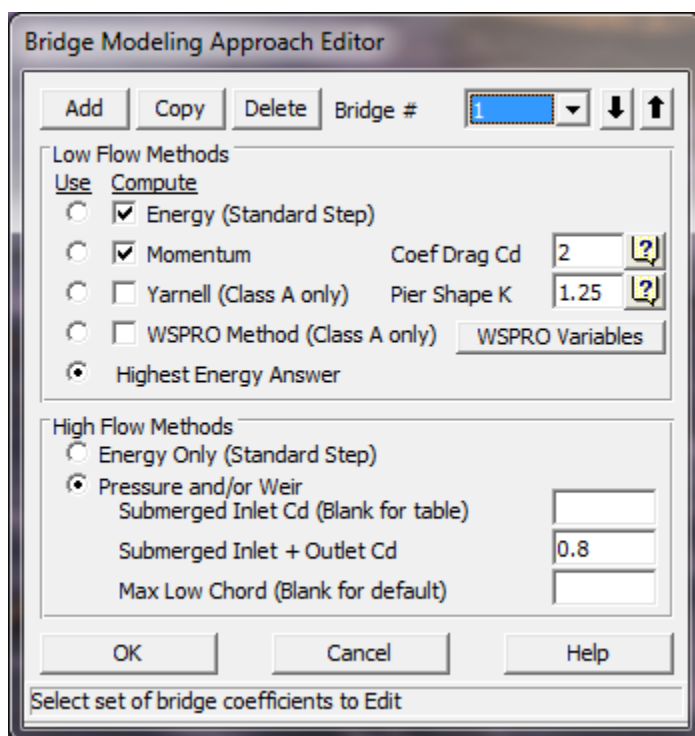 Bridge Modeling Approach Editor
Add Copy Delete Bridge # 1
Low Flow Methods
Use Compute
Energy (Standard Step)
Momentum Coef Drag Cd 2 ?
Yarnell (Class A only) Pier Shape K 1.25 ?
WSPRO Method (Class A only) WSPRO Variables
Highest Energy Answer
High Flow Methods
Energy Only (Standard Step)
Pressure and/or Weir
Submerged Inlet Cd (Blank for table)
Submerged Inlet + Outlet Cd 0.8
Max Low Chord (Blank for default)
OK Cancel Help
Select set of bridge coefficients to Edit